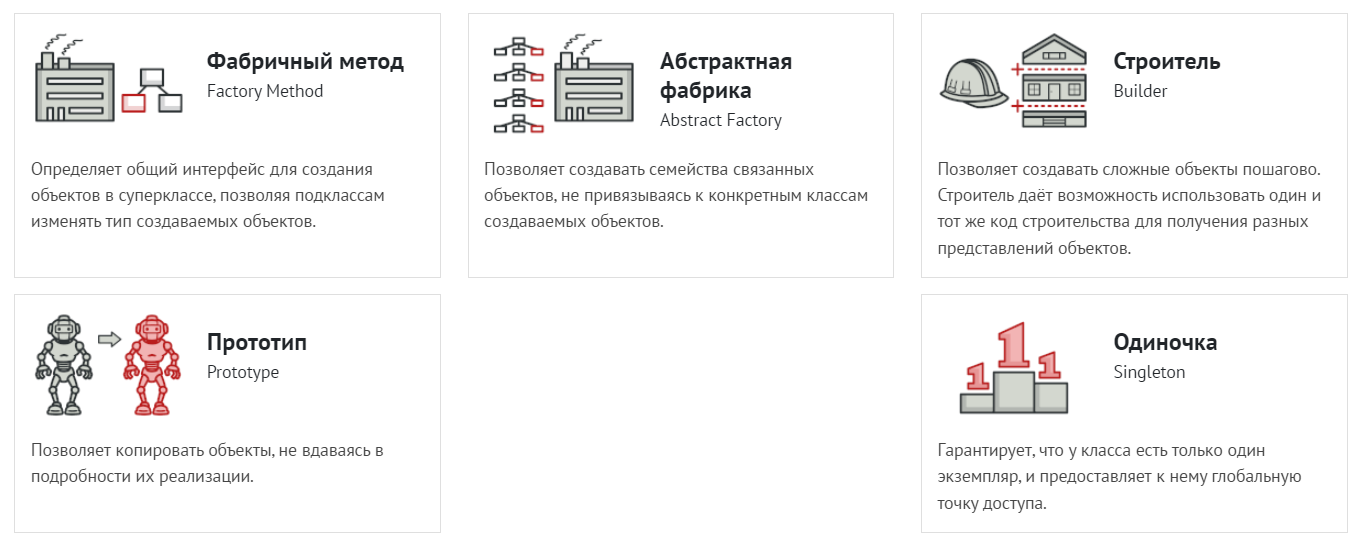 Фабричный метод
Factory Method
Определяет общий интерфейс для создания
объектов в суперклассе, позволяя подклассам
изменять тип создаваемых объектов.
Абстрактная
фабрика
Abstract Factory
Позволяет создавать семейства связанных
объектов, не привязываясь к конкретным классам
создаваемых объектов.
Строитель
Builder
Позволяет создавать сложные объекты пошагово.
Строитель даёт возможность использовать один и
тот же код строительства для получения разных
представлений объектов.
Прототип
Prototype
Позволяет копировать объекты, не вдаваясь в
подробности их реализации.
1
1
1
Одиночка
Singleton
Гарантирует, что у класса есть только один
экземпляр, и предоставляет к нему глобальную
точку доступа.